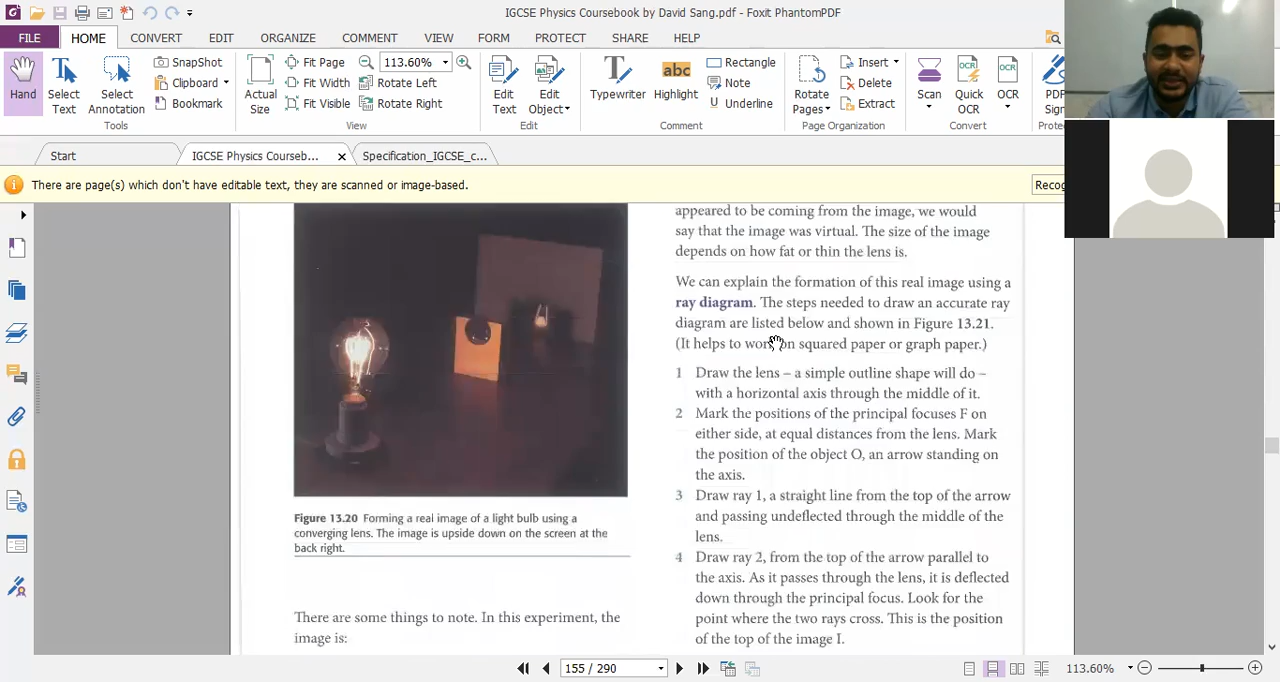 IGCSE Physics Coursebook by David Sang.pdf - Foxit PhantomPDF
FILE HOME CONVERT EDIT ORGANIZE COMMENT VIEW FORM PROTECT SHARE HELP
Hand
Select Text
Select Annotation
SnapShot
Clipboard
Bookmark
Tools
Actual Size
Fit Page
Fit Width
Fit Visible
113.60%
Rotate Left
Rotate Right
View
Edit Text
Edit Object
Edit
Typewriter
abc
Highlight
Rectangle
Note
Underline
Comment
Rotate Pages
Insert
Delete
Extract
Page Organization
Scan
OCR
Quick OCR
OCR
OCR
Convert
PDF
Sign
Prote
Start
IGCSE Physics Courseb...
Specification_IGCSE_c...
There are page(s) which don't have editable text, they are scanned or image-based.
Recog
Figure 13.20 Forming a real image of a light bulb using a
converging lens. The image is upside down on the screen at the
back right.
There are some things to note. In this experiment, the
image is:
appeared to be coming from the image, we would
say that the image was virtual. The size of the image
depends on how fat or thin the lens is.
We can explain the formation of this real image using a
ray diagram. The steps needed to draw an accurate ray
diagram are listed below and shown in Figure 13.21.
(It helps to work on squared paper or graph paper.)
1 Draw the lens – a simple outline shape will do –
with a horizontal axis through the middle of it.
2 Mark the positions of the principal focuses F on
either side, at equal distances from the lens. Mark
the position of the object O, an arrow standing on
the axis.
3 Draw ray 1, a straight line from the top of the arrow
and passing undeflected through the middle of the
lens.
4 Draw ray 2, from the top of the arrow parallel to
the axis. As it passes through the lens, it is deflected
down through the principal focus. Look for the
point where the two rays cross. This is the position
of the top of the image I.
155 / 290
113.60%